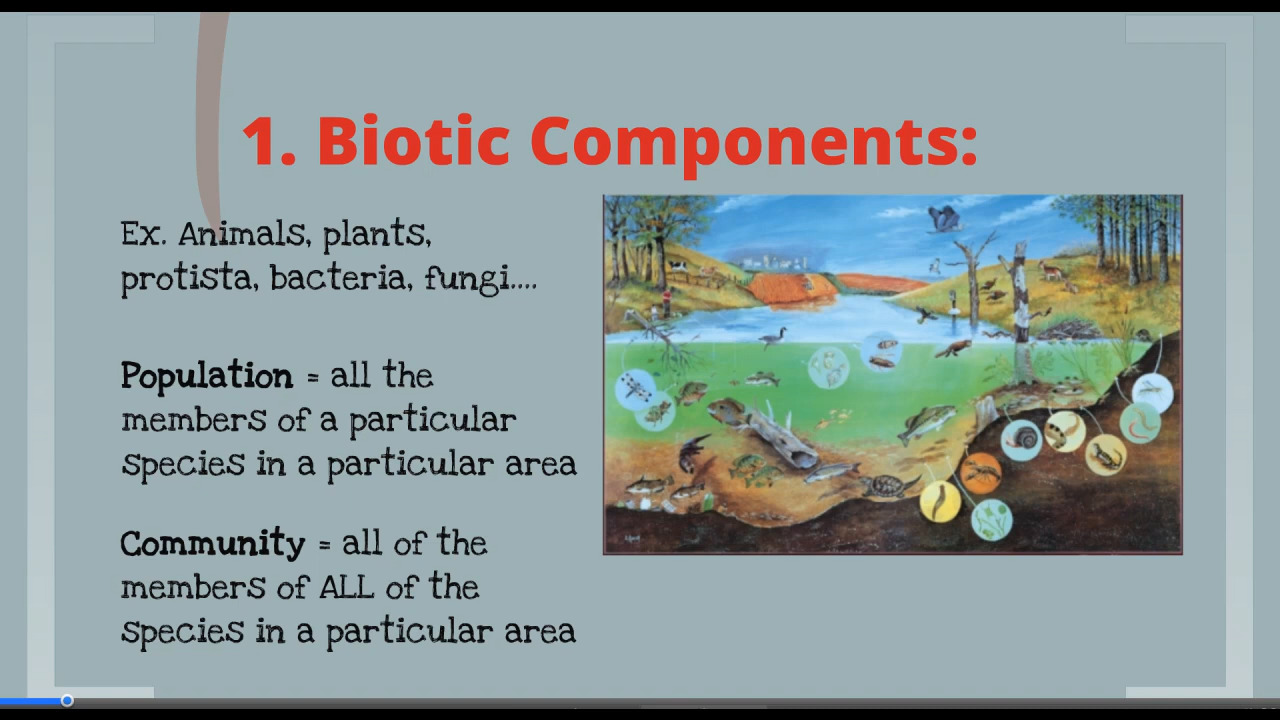 1. Biotic Components:
Ex. Animals, plants,
protista, bacteria, fungi....
Population = all the
members of a particular
species in a particular area
Community = all of the
members of ALL of the
species in a particular area